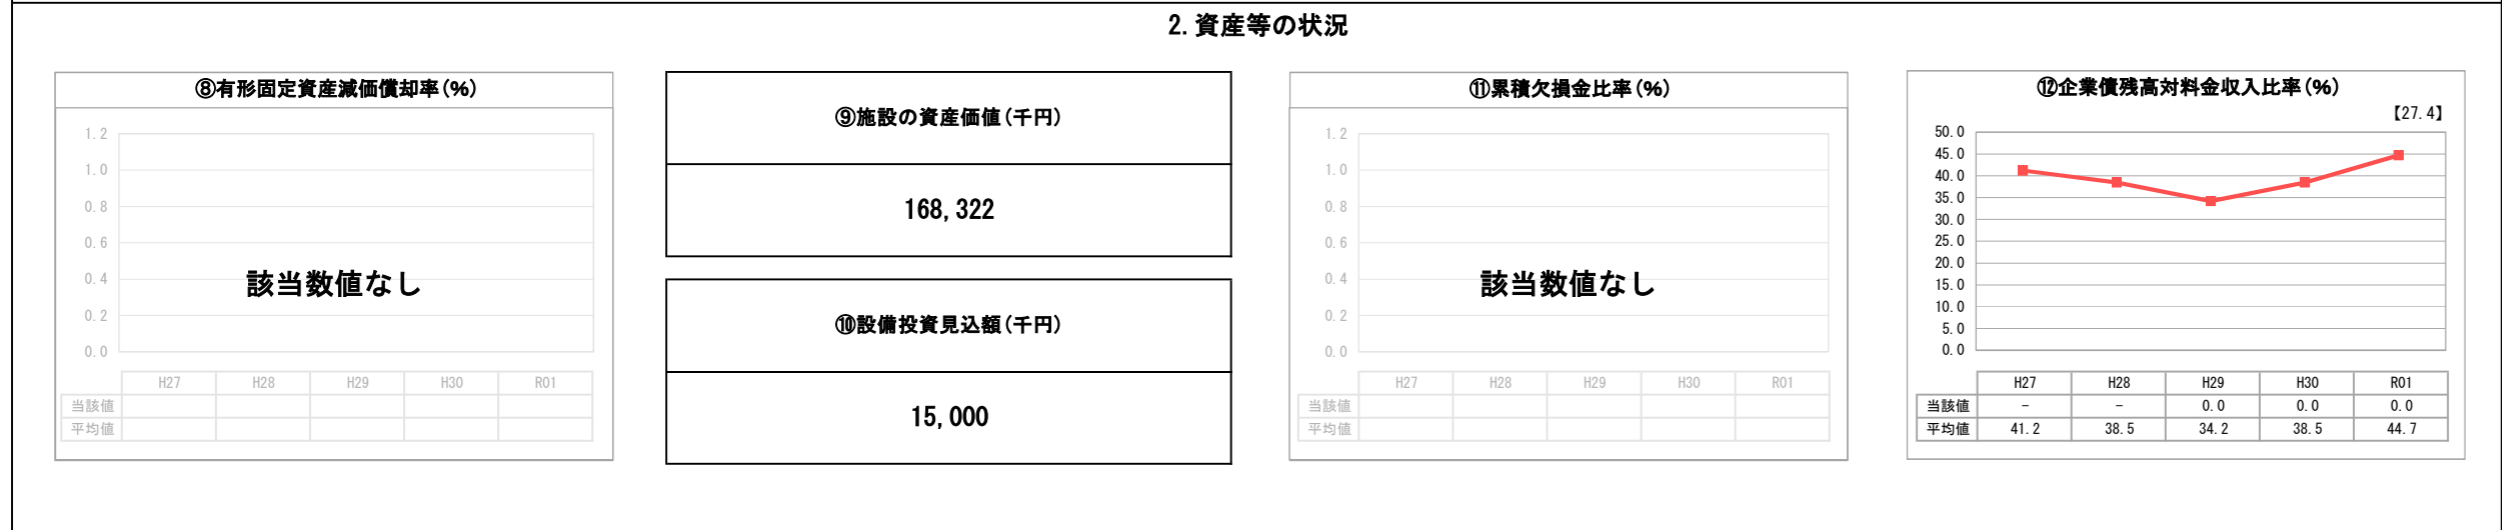 2.資産等の状況
⑧有形固定資産減価償却率(%)
1.2
1.0
0.8
0.6
0.4
0.2
0.0
該当数値なし
H27 H28 H29 H30 R01
当該値
平均値
⑨施設の資産価値(千円)
168,322
⑩設備投資見込額(千円)
15,000
⑪累積欠損金比率(%)
1.2
1.0
0.8
0.6
0.4
0.2
0.0
該当数値なし
H27 H28 H29 H30 R01
当該値
平均値
⑫企業債残高対料金収入比率(%)
【27.4】
50.0
45.0
40.0
35.0
30.0
25.0
20.0
15.0
10.0
5.0
0.0
H27 H28 H29 H30 R01
当該値 - - 0.0 0.0 0.0
平均値 41.2 38.5 34.2 38.5 44.7